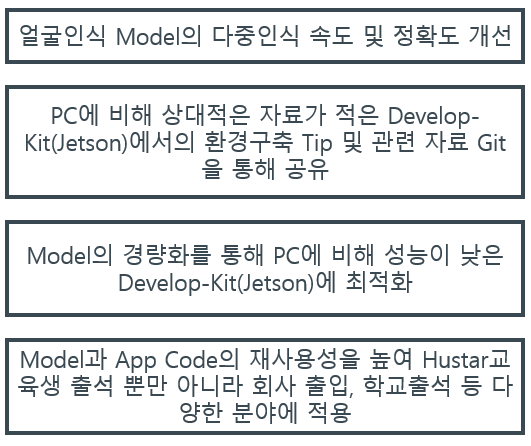 얼굴인식 Model의 다중인식 속도 및 정확도 개선
PC에 비해 상대적은 자료가 적은 Develop-
Kit(Jetson)에서의 환경구축 Tip 및 관련 자료 Git
을 통해 공유
Model의 경량화를 통해 PC에 비해 성능이 낮은
Develop-Kit(Jetson)에 최적화
Model과 App Code의 재사용성을 높여 Hustar교
육생 출석 뿐만 아니라 회사 출입, 학교출석 등 다
양한 분야에 적용